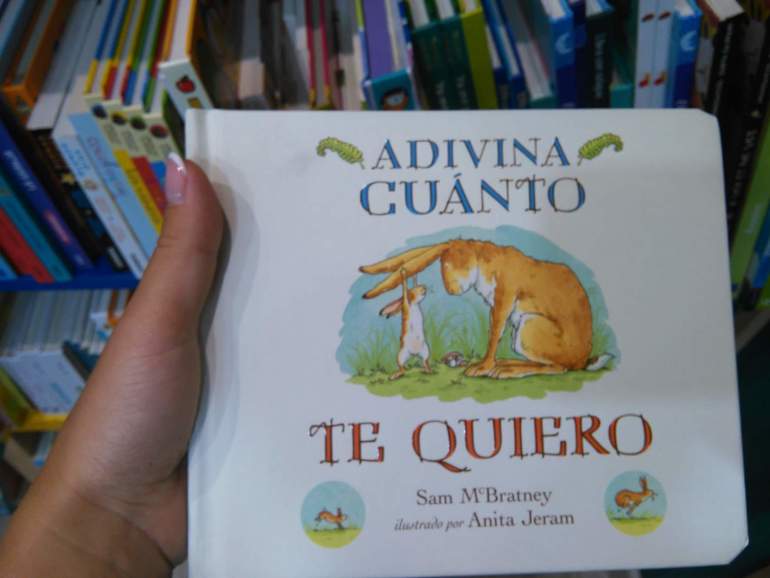 ADIVINA
CUÁNTO
TE QUIERO
Sam McBratney
ilustrado por Anita Jeram